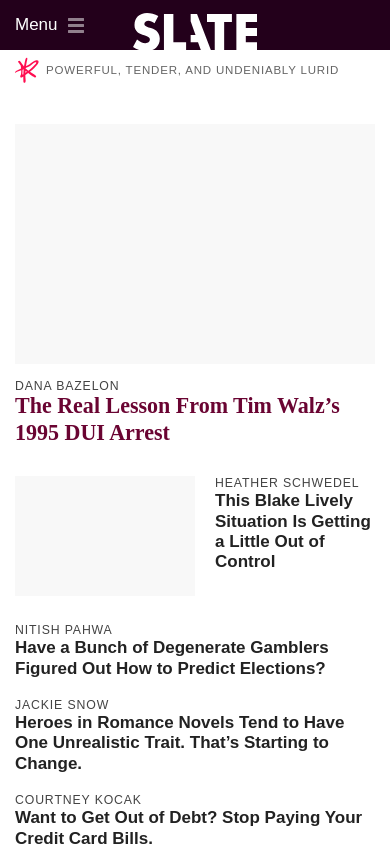 Menu
SLATE
POWERFUL, TENDER, AND UNDENIABLY LURID
DANA BAZELON
The Real Lesson From Tim Walz’s
1995 DUI Arrest
HEATHER SCHWEDEL
This Blake Lively
Situation Is Getting
a Little Out of
Control
NITISH PAHWA
Have a Bunch of Degenerate Gamblers
Figured Out How to Predict Elections?
JACKIE SNOW
Heroes in Romance Novels Tend to Have
One Unrealistic Trait. That’s Starting to
Change.
COURTNEY KOCAK
Want to Get Out of Debt? Stop Paying Your
Credit Card Bills.